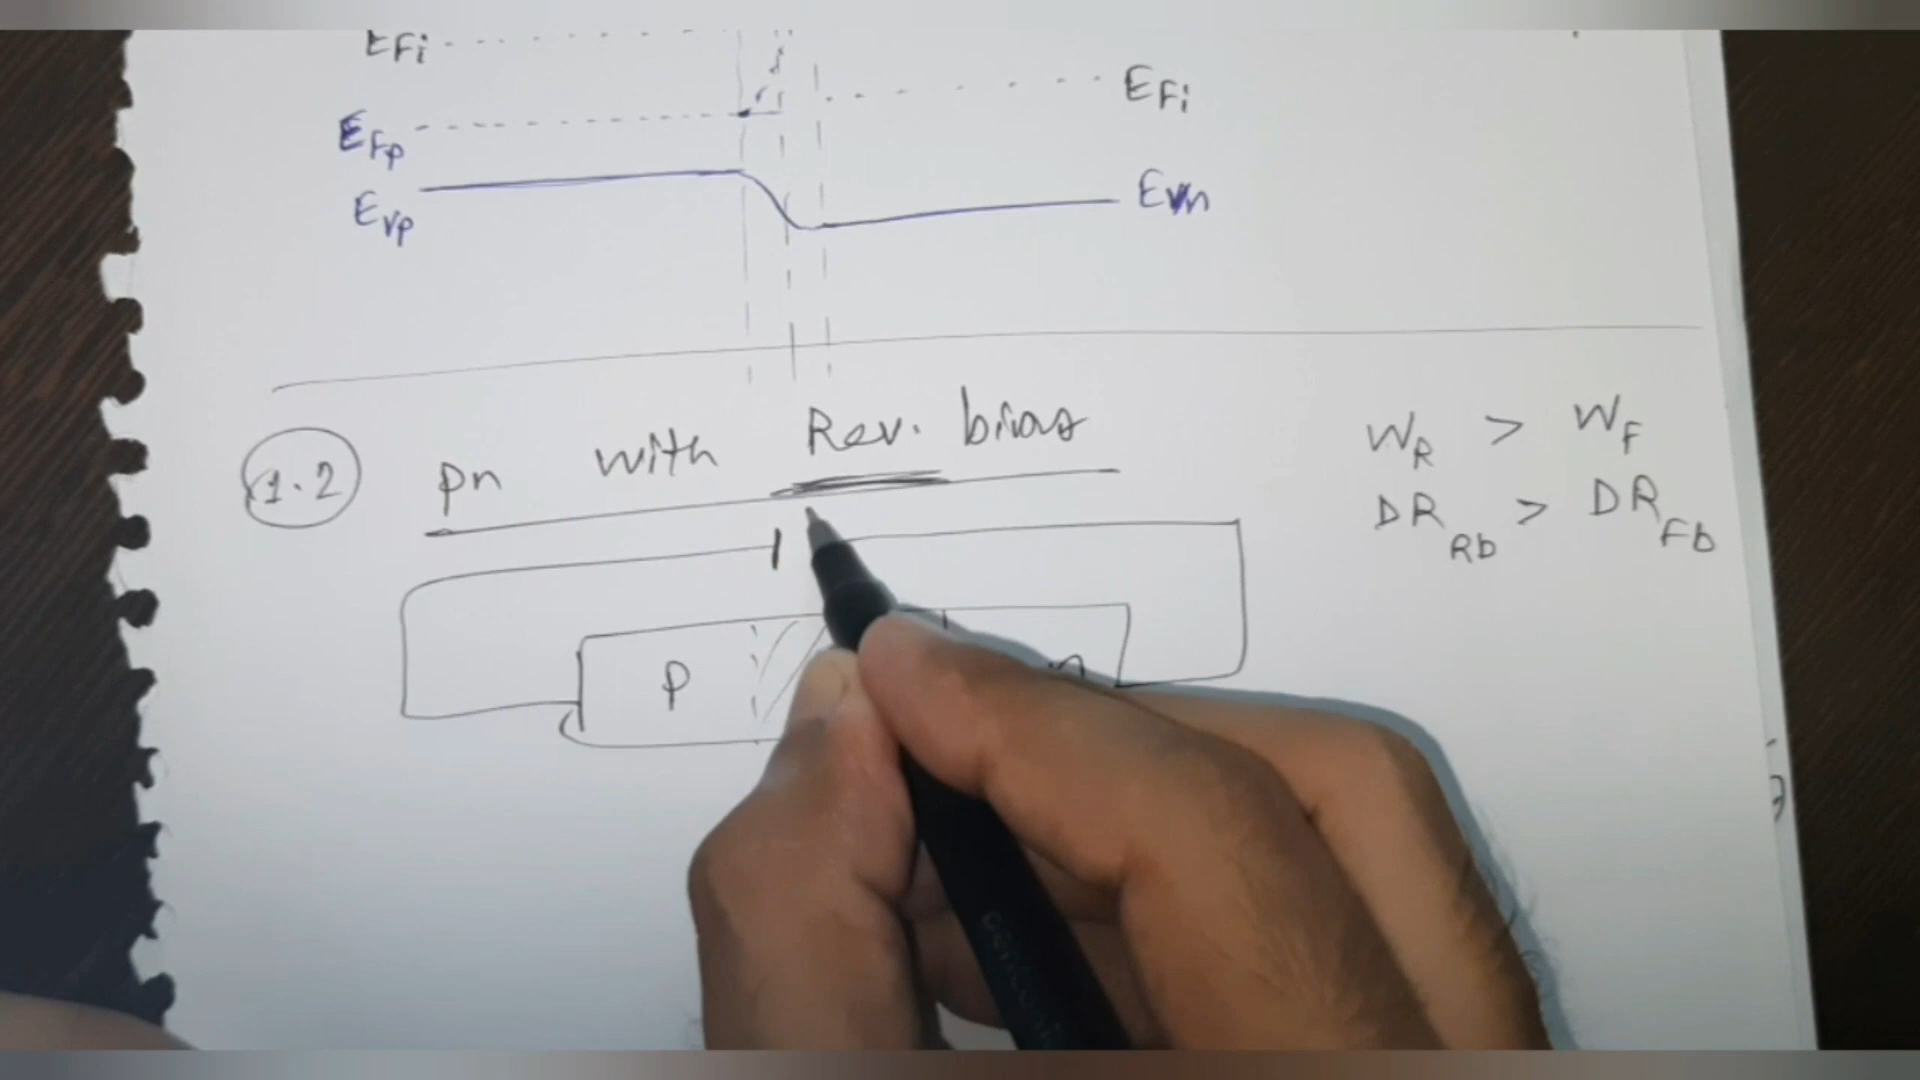 EFi
EFi
EFp
Evp
Evn
1.2
pn with Rev. bias
WR > WF
DRRb > DRFb
p
n